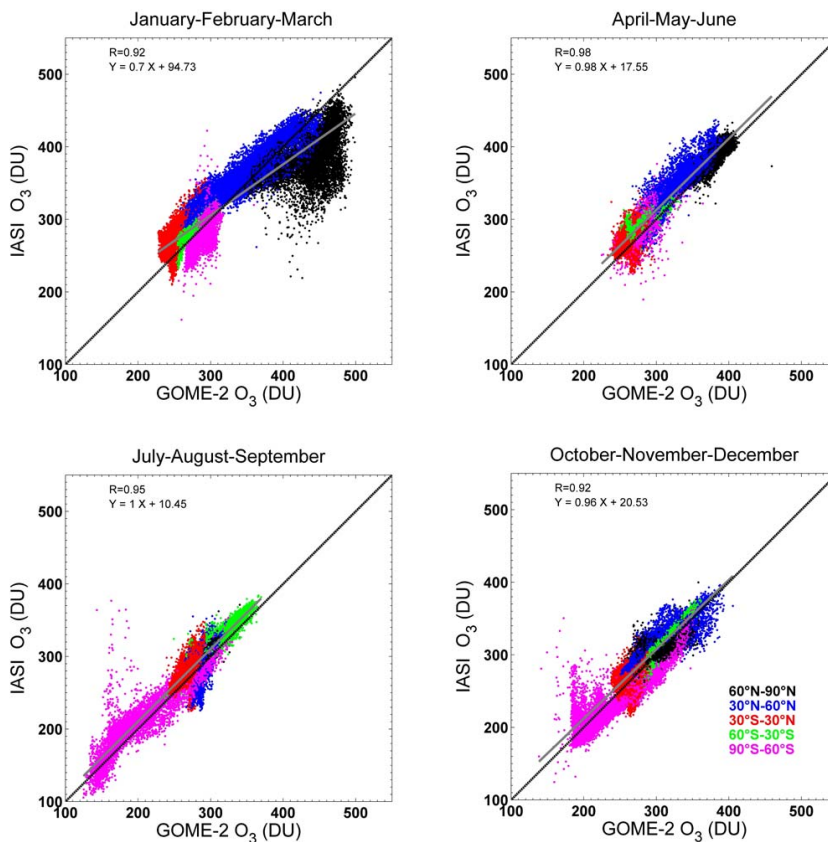 January-February-March
R=0.92
Y = 0.7 X + 94.73
500
400
300
200
100
100 200 300 400 500
IASI O₃ (DU)
GOME-2 O₃ (DU)
April-May-June
R=0.98
Y = 0.98 X + 17.55
500
400
300
200
100
100 200 300 400 500
IASI O₃ (DU)
GOME-2 O₃ (DU)
July-August-September
R=0.95
Y = 1 X + 10.45
500
400
300
200
100
100 200 300 400 500
IASI O₃ (DU)
GOME-2 O₃ (DU)
October-November-December
R=0.92
Y = 0.96 X + 20.53
500
400
300
200
100
60°N-90°N
30°N-60°N
30°S-30°N
60°S-30°S
90°S-60°S
100 200 300 400 500
IASI O₃ (DU)
GOME-2 O₃ (DU)